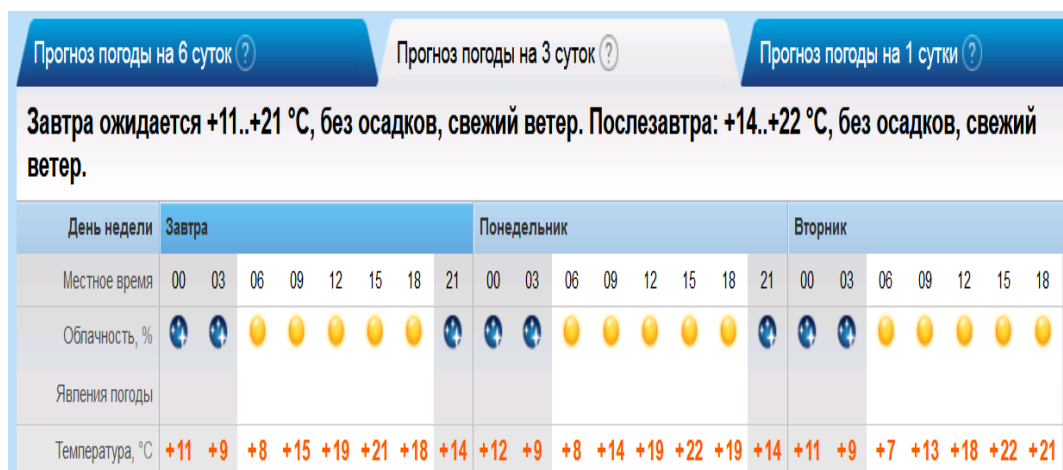 Прогноз погоды на 6 суток ?
Прогноз погоды на 3 суток ?
Прогноз погоды на 1 сутки ?
Завтра ожидается +11..+21 °C, без осадков, свежий ветер. Послезавтра: +14..+22 °C, без осадков, свежий
ветер.
День недели Завтра Понедельник Вторник
Местное время 00 03 06 09 12 15 18 21 00 03 06 09 12 15 18 21 00 03 06 09 12 15 18
Облачность, %
Явления погоды
Температура, °C +11 +9 +8 +15 +19 +21 +18 +14 +12 +9 +8 +14 +19 +22 +19 +14 +11 +9 +7 +13 +18 +22 +21